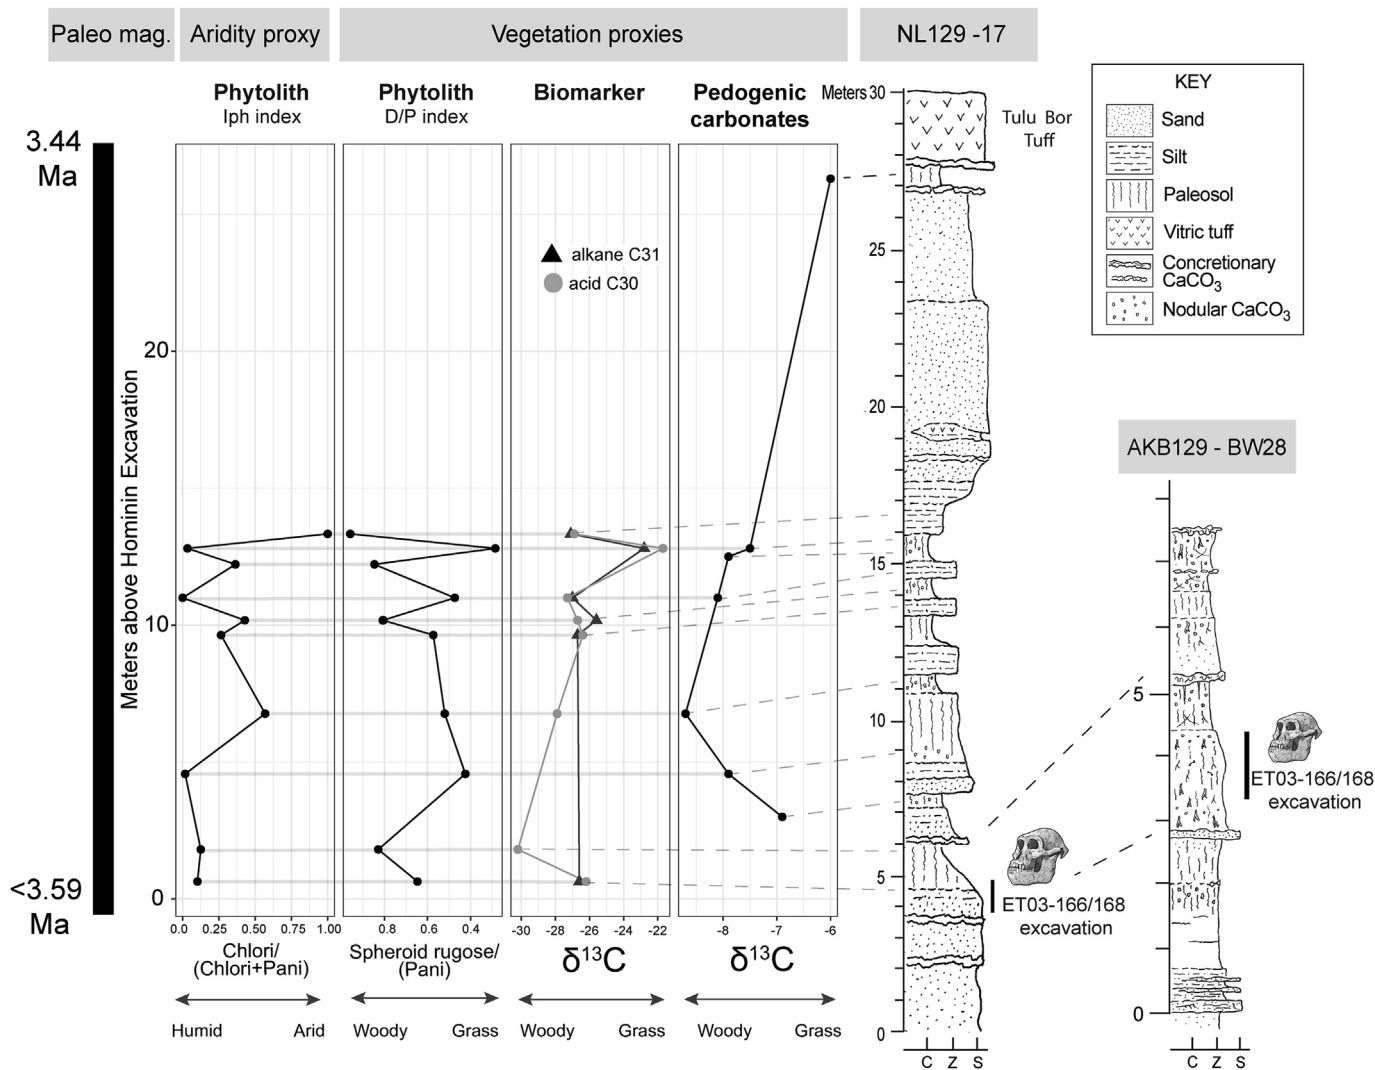 Paleo mag.
Aridity proxy
Vegetation proxies
NL129 -17
Phytolith
Iph index
Phytolith
D/P index
Biomarker
Pedogenic
carbonates
Meters 30
Tulu Bor
Tuff
KEY
Sand
Silt
Paleosol
Vitric tuff
Concretionary
CaCO₃
Nodular CaCO₃
3.44
Ma
<3.59
Ma
Meters above Hominin Excavation
20
10
0
alkane C31
acid C30
25
20
15
10
5
0
AKB129 - BW28
5
0
ET03-166/168
excavation
ET03-166/168
excavation
0.0 0.25 0.50 0.75 1.00
0.8 0.6 0.4
-30 -28 -26 -24 -22
-8 -7 -6
Chlori/
(Chlori+Pani)
Spheroid rugose/
(Pani)
δ¹³C
δ¹³C
Humid Arid
Woody Grass
Woody Grass
Woody Grass
C Z S
C Z S